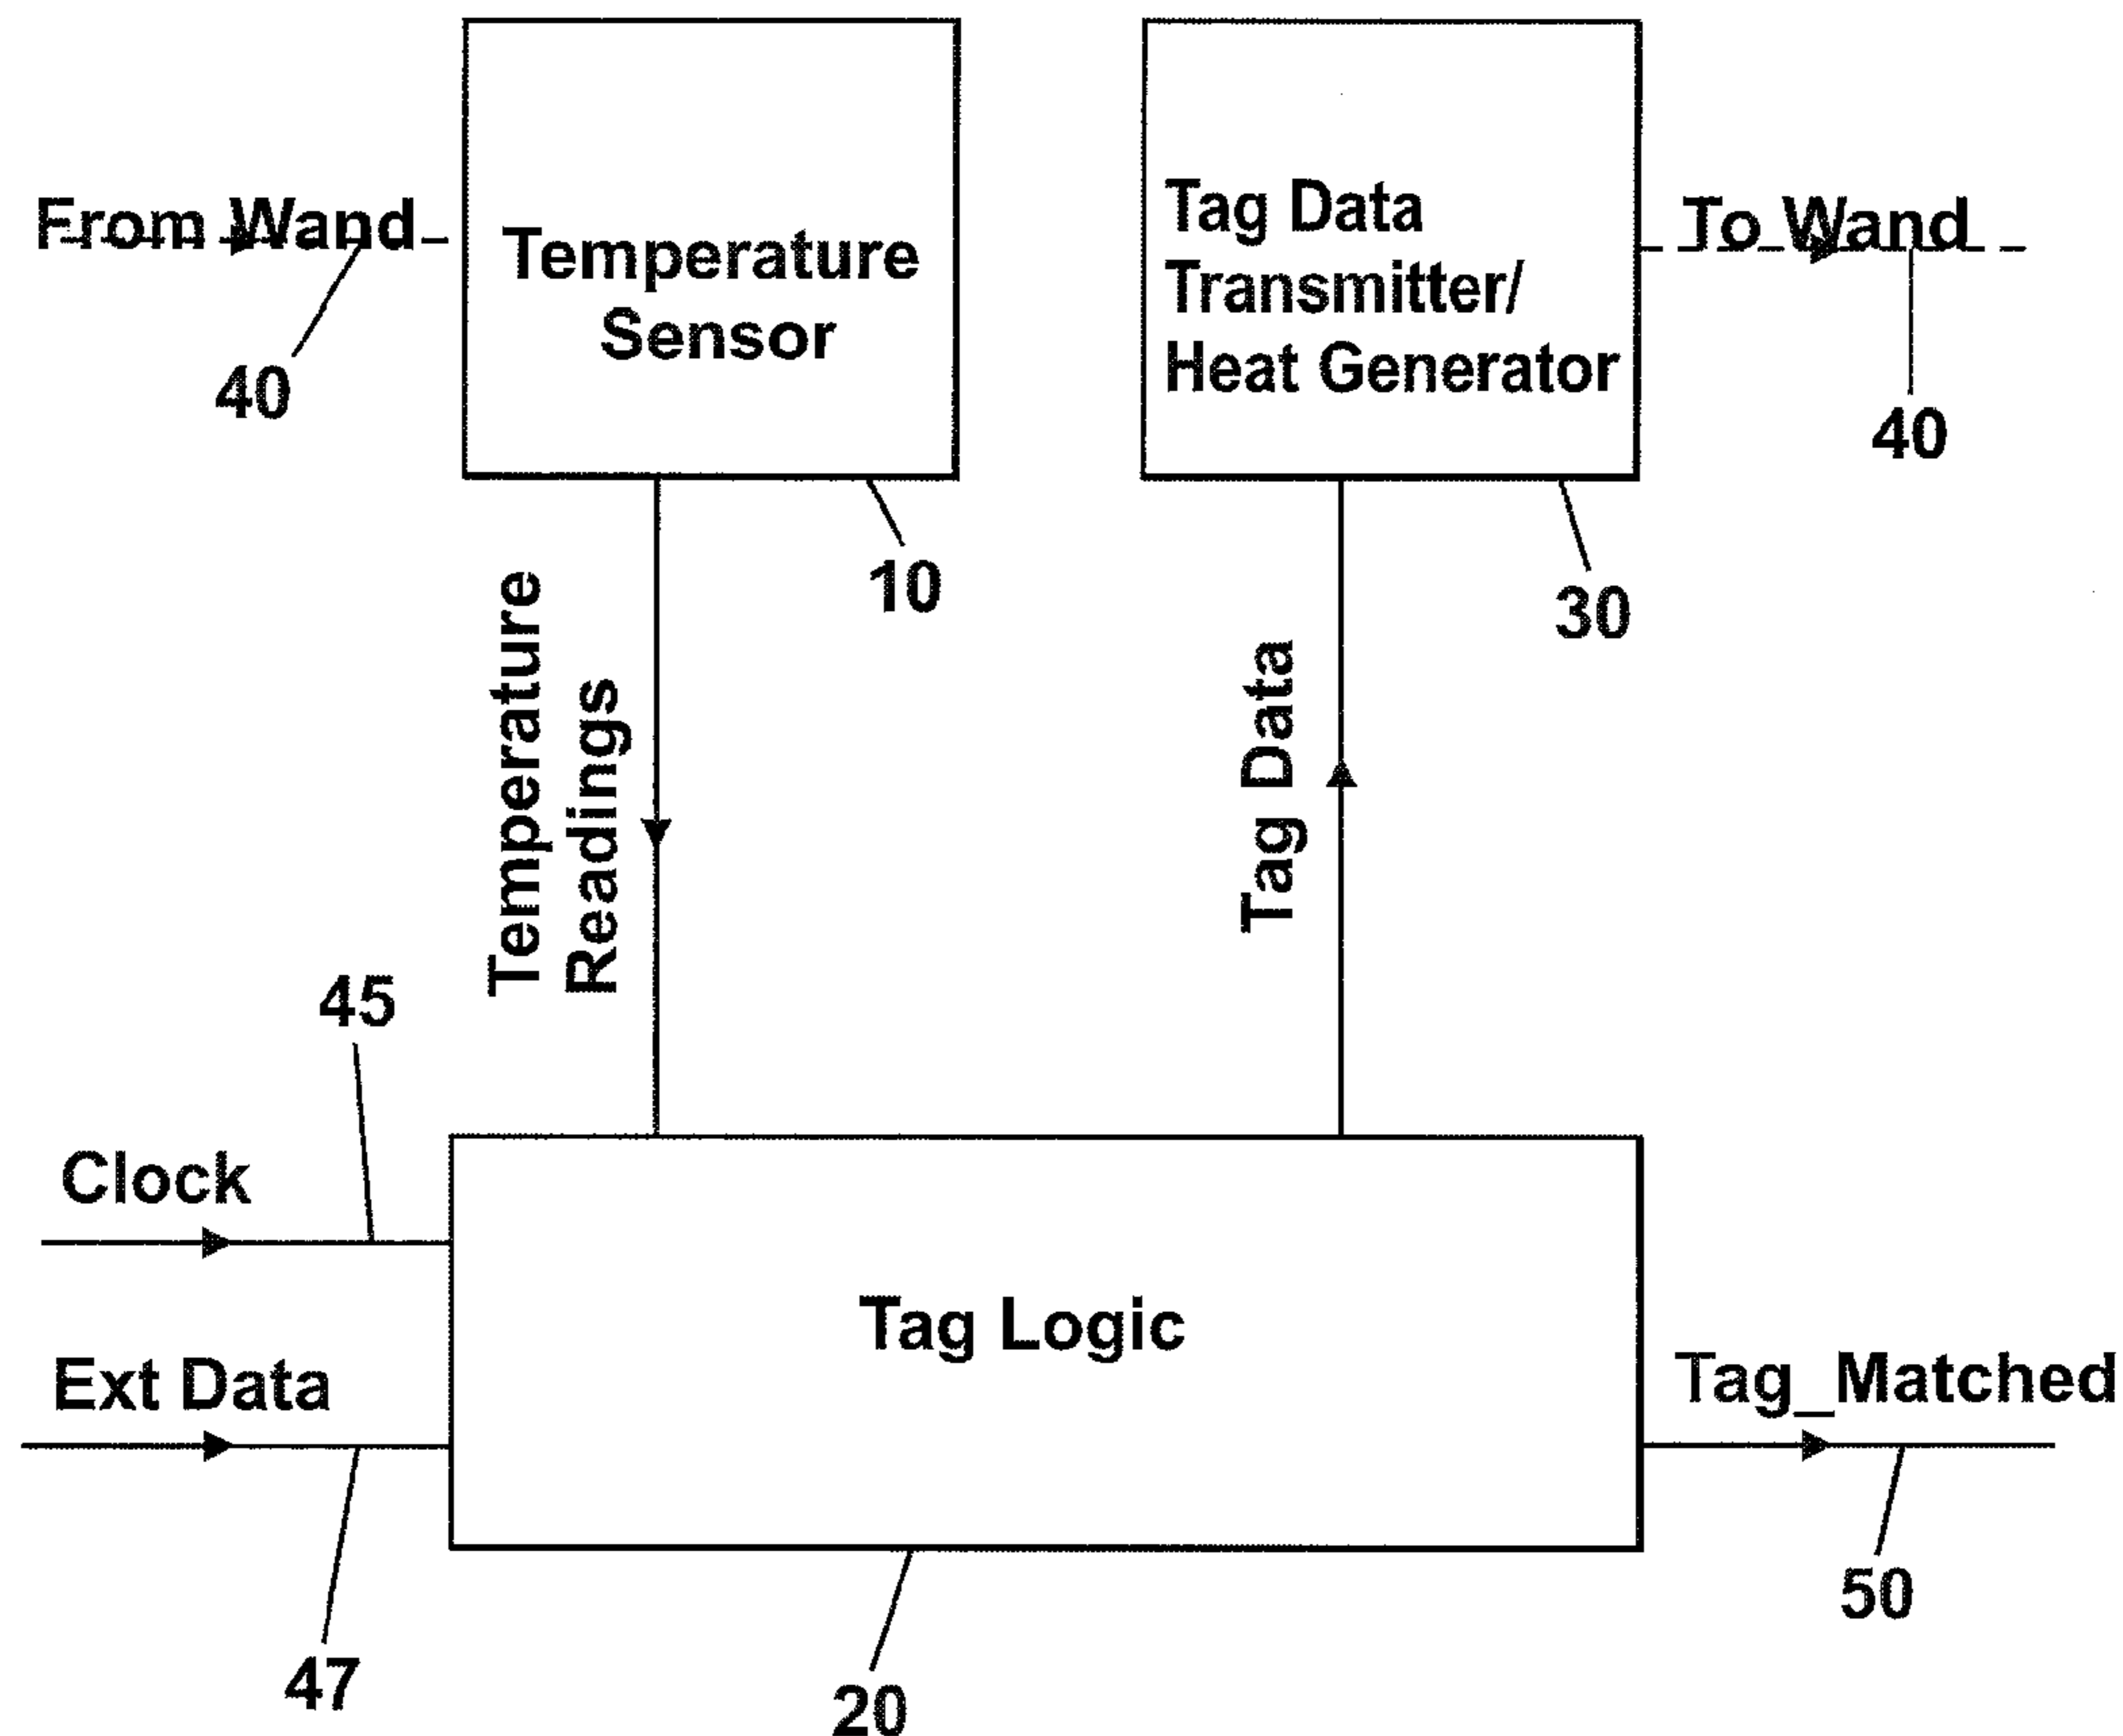 From Wand
40
Temperature
Sensor
10
Tag Data
Transmitter/
Heat Generator
30
To Wand
40
Temperature
Readings
Tag Data
45
Clock
Ext Data
47
Tag Logic
20
Tag_Matched
50